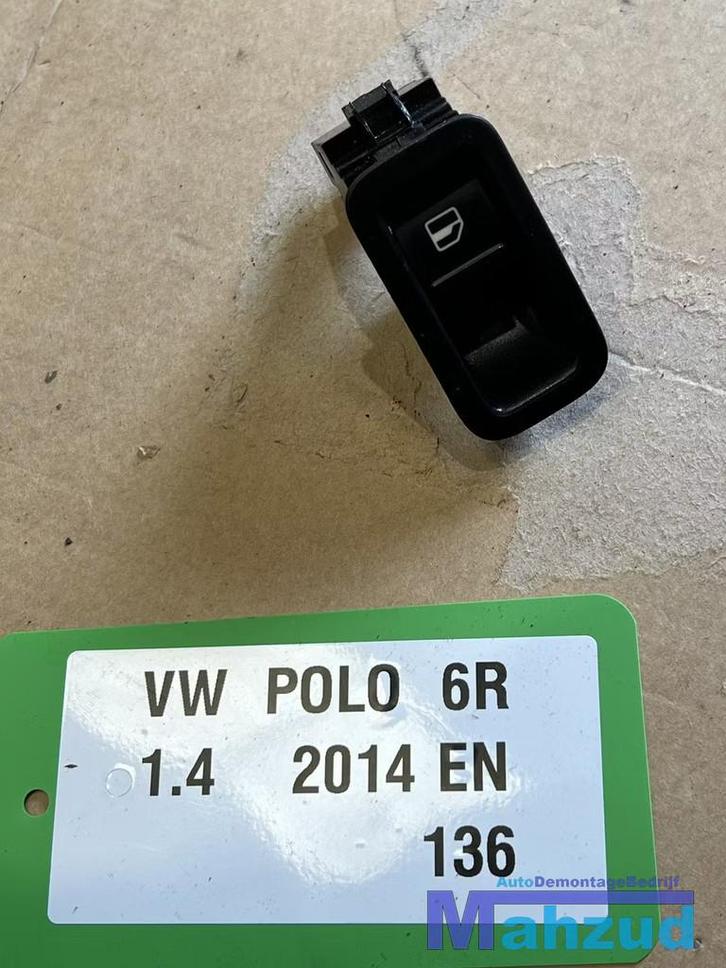 VW POLO 6R
1.4 2014 EN
136
AutoDemontageBedrijf
Mahzud